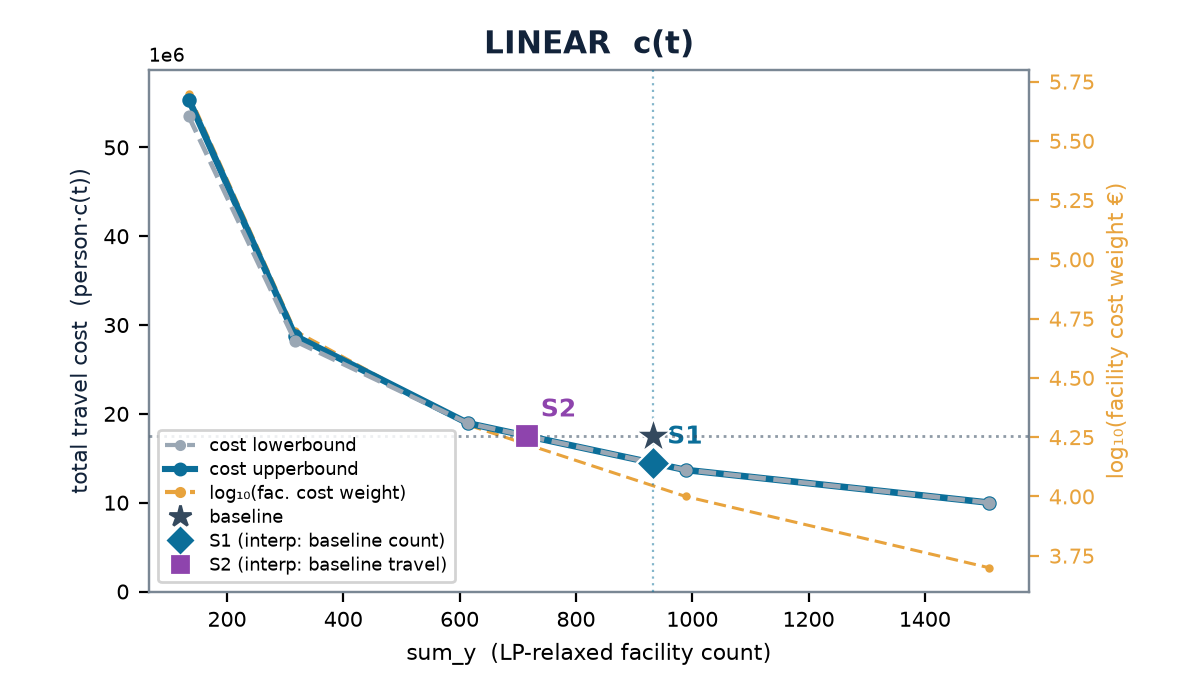 LINEAR  c(t)
1e6
total travel cost  (person·c(t))
50
40
30
20
10
0
200
400
600
800
1000
1200
1400
sum_y  (LP-relaxed facility count)
5.75
5.50
5.25
5.00
4.75
4.50
4.25
4.00
3.75
log₁₀(facility cost weight €)
S2
S1
cost lowerbound
cost upperbound
log₁₀(fac. cost weight)
baseline
S1 (interp: baseline count)
S2 (interp: baseline travel)